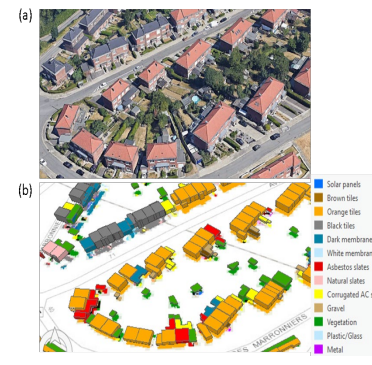 (a)
(b)
Solar panels
Brown tiles
Orange tiles
Black tiles
Dark membrane
White membran
Asbestos slates
Natural slates
Corrugated AC s
Gravel
Vegetation
Plastic/Glass
Metal
MARRONNIERS